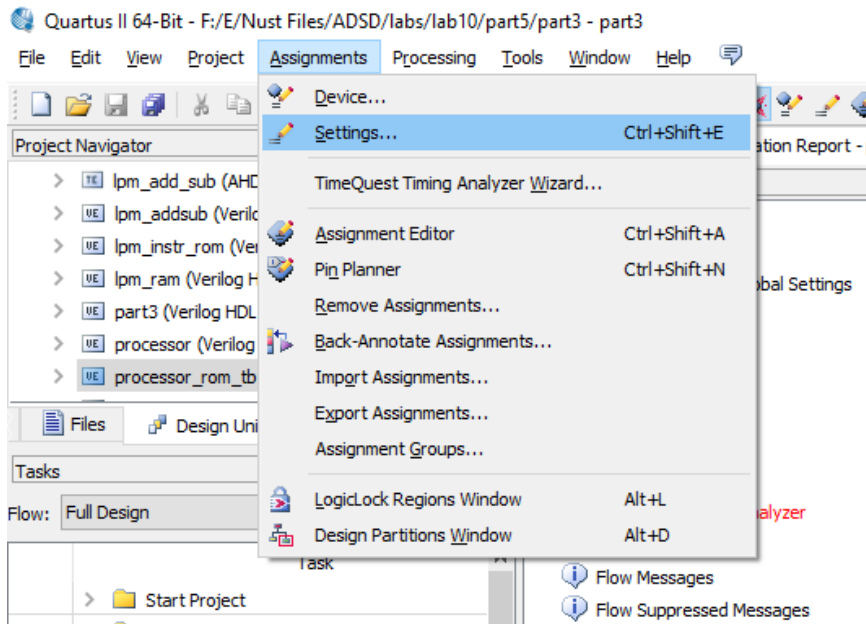 Quartus II 64-Bit - F:/E/Nust Files/ADSD/labs/lab10/part5/part3 - part3
File Edit View Project Assignments Processing Tools Window Help
Device...
Project Navigator
Settings... Ctrl+Shift+E
ation Report -
lpm_add_sub (AHD
TimeQuest Timing Analyzer Wizard...
lpm_addsub (Verilo
Assignment Editor Ctrl+Shift+A
lpm_instr_rom (Ver
Pin Planner Ctrl+Shift+N
lpm_ram (Verilog H
obal Settings
Remove Assignments...
part3 (Verilog HDL
Back-Annotate Assignments...
processor (Verilog
Import Assignments...
processor_rom_tb
Export Assignments...
Files Design Uni
Assignment Groups...
Tasks
LogicLock Regions Window Alt+L
Flow: Full Design
alyzer
Design Partitions Window Alt+D
Task
Flow Messages
Start Project
Flow Suppressed Messages